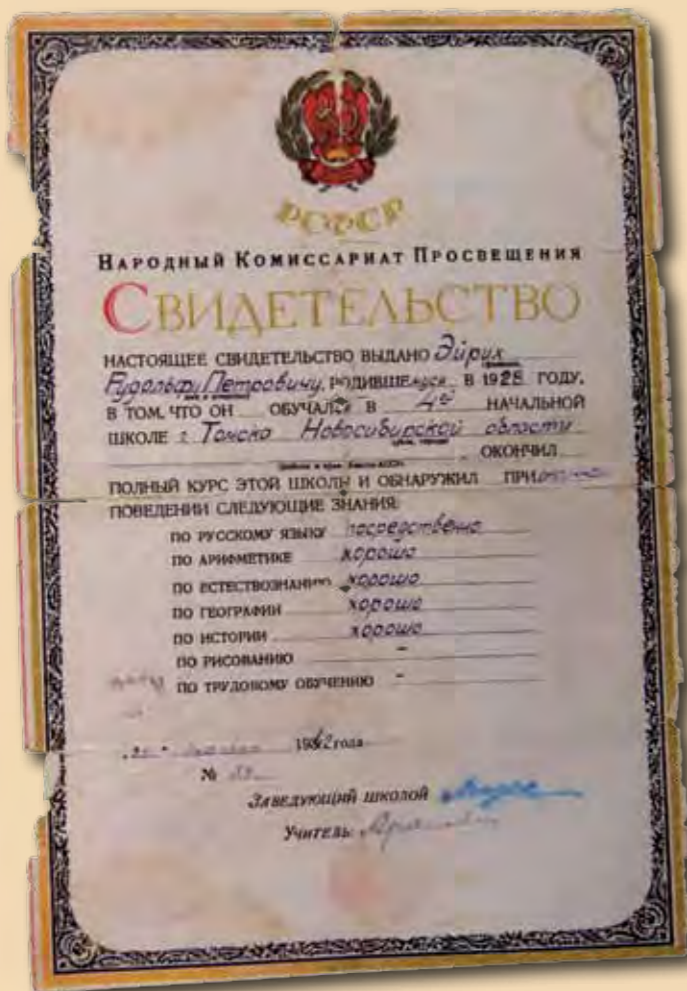 РСФСР
НАРОДНЫЙ КОМИССАРИАТ ПРОСВЕЩЕНИЯ
СВИДЕТЕЛЬСТВО
НАСТОЯЩЕЕ СВИДЕТЕЛЬСТВО ВЫДАНО Эйрих
Рудольфу Петровичу, РОДИВШЕМУСЯ В 1928 ГОДУ,
В ТОМ, ЧТО ОН ОБУЧАЛСЯ В 4й НАЧАЛЬНОЙ
ШКОЛЕ г. Томска Новосибирской области
ОКОНЧИЛ
ПОЛНЫЙ КУРС ЭТОЙ ШКОЛЫ И ОБНАРУЖИЛ ПРИ
ПОВЕДЕНИИ СЛЕДУЮЩИЕ ЗНАНИЯ:
ПО РУССКОМУ ЯЗЫКУ посредственно
ПО АРИФМЕТИКЕ хорошо
ПО ЕСТЕСТВОЗНАНИЮ хорошо
ПО ГЕОГРАФИИ хорошо
ПО ИСТОРИИ хорошо
ПО РИСОВАНИЮ -
ПО ТРУДОВОМУ ОБУЧЕНИЮ -
1942 года
№
ЗАВЕДУЮЩИЙ ШКОЛОЙ
УЧИТЕЛЬ: